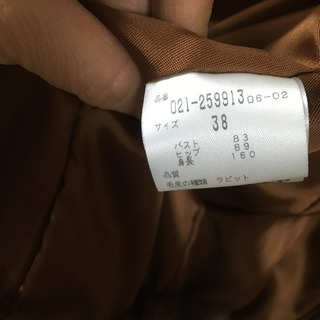 品番
021-259913 06-02
サイズ 38
バスト 83
ヒップ 89
身長 160
品質
毛皮の種類 ラビット